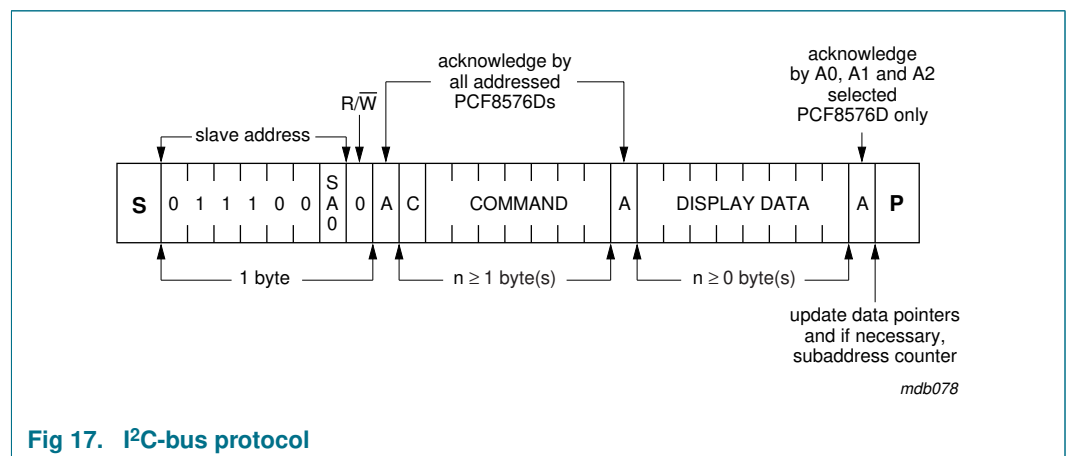 acknowledge by
all addressed
PCF8576Ds
acknowledge
by A0, A1 and A2
selected
PCF8576D only
R/W̅
slave address
S 0 1 1 1 0 0 S A 0 0 A C COMMAND A DISPLAY DATA A P
1 byte
n ≥ 1 byte(s)
n ≥ 0 byte(s)
update data pointers
and if necessary,
subaddress counter
mdb078
Fig 17. I²C-bus protocol